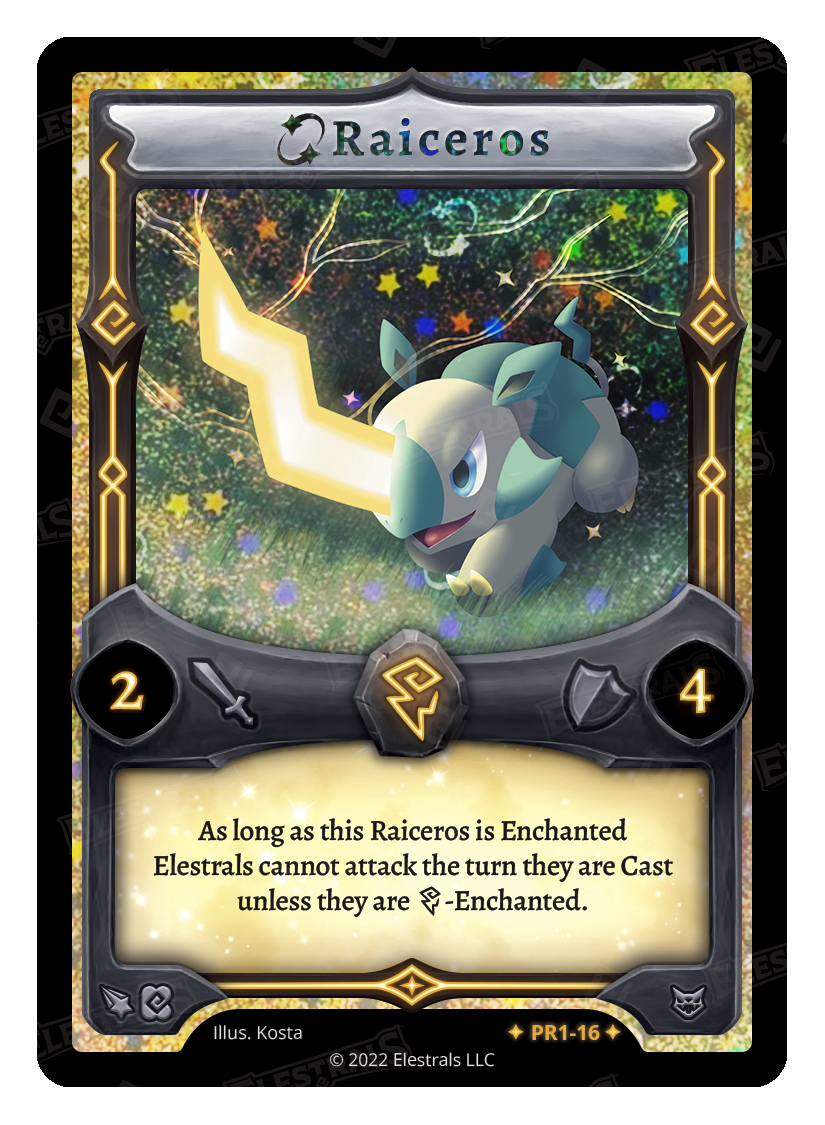 Raiceros
2
4
As long as this Raiceros is Enchanted
Elestrals cannot attack the turn they are Cast
unless they are -Enchanted.
Illus. Kosta
PR1-16
© 2022 Elestrals LLC
ELESTRALS